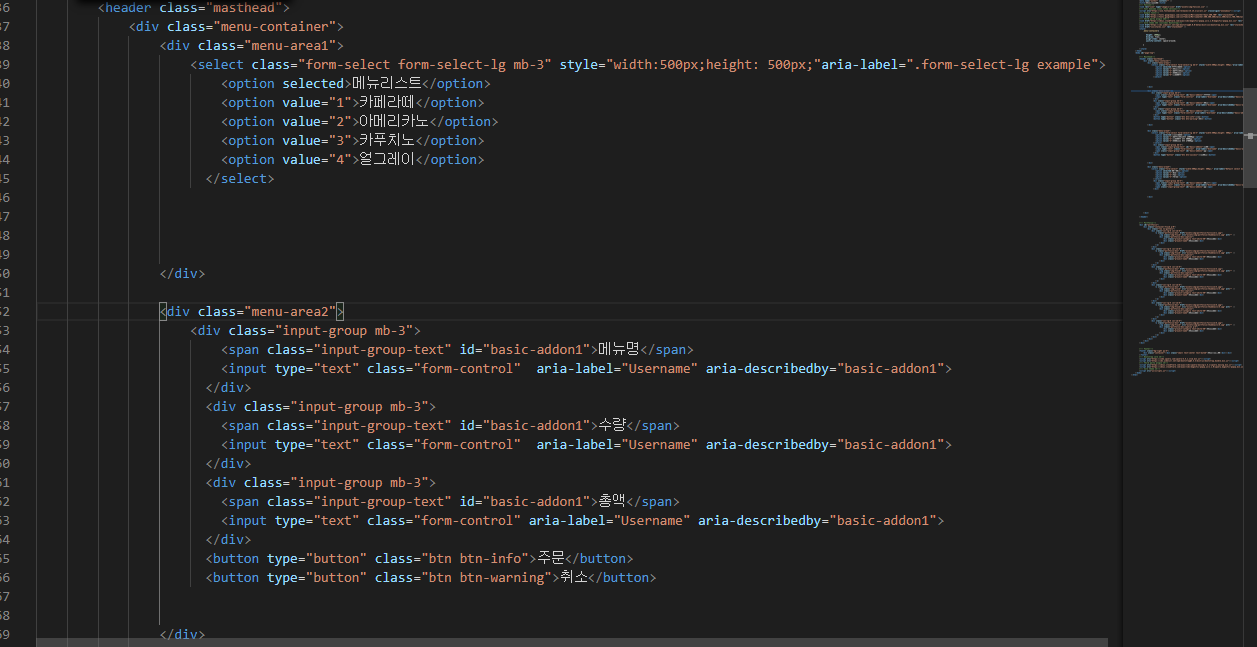 36 <header class="masthead">
37 <div class="menu-container">
38 <div class="menu-area1">
39 <select class="form-select form-select-lg mb-3" style="width:500px;height: 500px;"aria-label=".form-select-lg example">
40 <option selected>메뉴리스트</option>
41 <option value="1">카페라떼</option>
42 <option value="2">아메리카노</option>
43 <option value="3">카푸치노</option>
44 <option value="4">얼그레이</option>
45 </select>
46
47
48
49
50 </div>
51
52 <div class="menu-area2">
53 <div class="input-group mb-3">
54 <span class="input-group-text" id="basic-addon1">메뉴명</span>
55 <input type="text" class="form-control"  aria-label="Username" aria-describedby="basic-addon1">
56 </div>
57 <div class="input-group mb-3">
58 <span class="input-group-text" id="basic-addon1">수량</span>
59 <input type="text" class="form-control"  aria-label="Username" aria-describedby="basic-addon1">
60 </div>
61 <div class="input-group mb-3">
62 <span class="input-group-text" id="basic-addon1">총액</span>
63 <input type="text" class="form-control" aria-label="Username" aria-describedby="basic-addon1">
64 </div>
65 <button type="button" class="btn btn-info">주문</button>
66 <button type="button" class="btn btn-warning">취소</button>
67
68
69 </div>